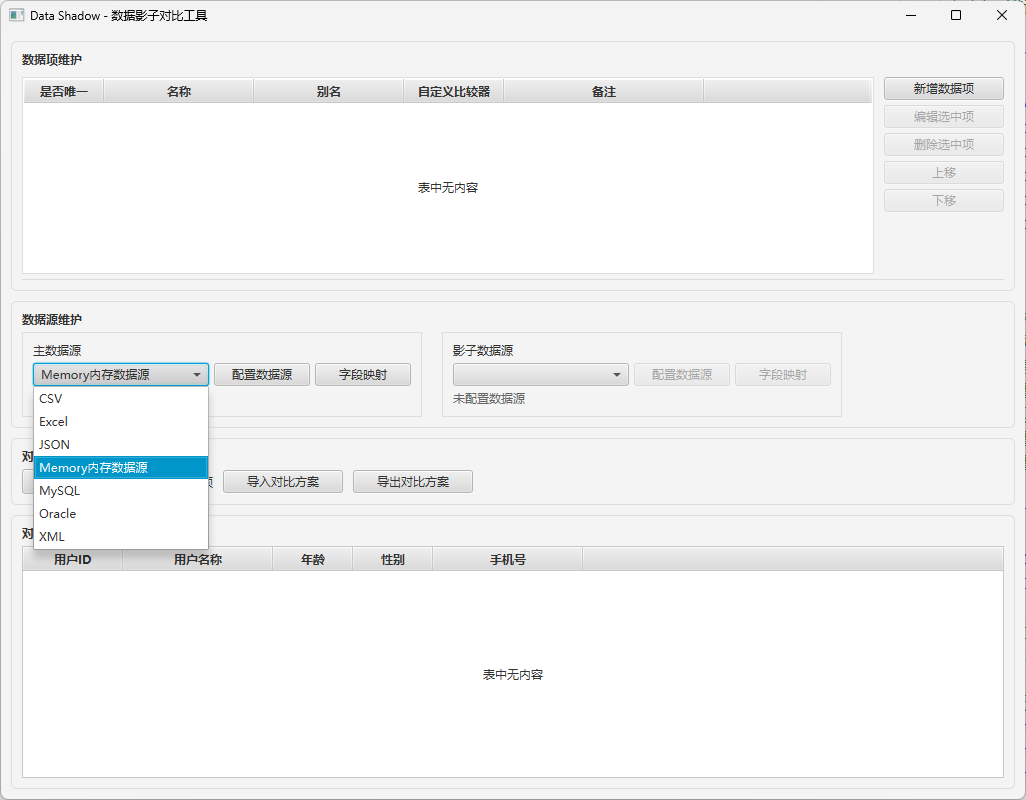 Data Shadow - 数据影子对比工具
数据项维护
是否唯一 名称 别名 自定义比较器 备注
新增数据项
编辑选中项
删除选中项
上移
下移
表中无内容
数据源维护
主数据源
Memory内存数据源 配置数据源 字段映射
CSV
Excel
JSON
Memory内存数据源
MySQL
Oracle
XML
影子数据源
配置数据源 字段映射
未配置数据源
对
项 导入对比方案 导出对比方案
对
用户ID 用户名称 年龄 性别 手机号
表中无内容